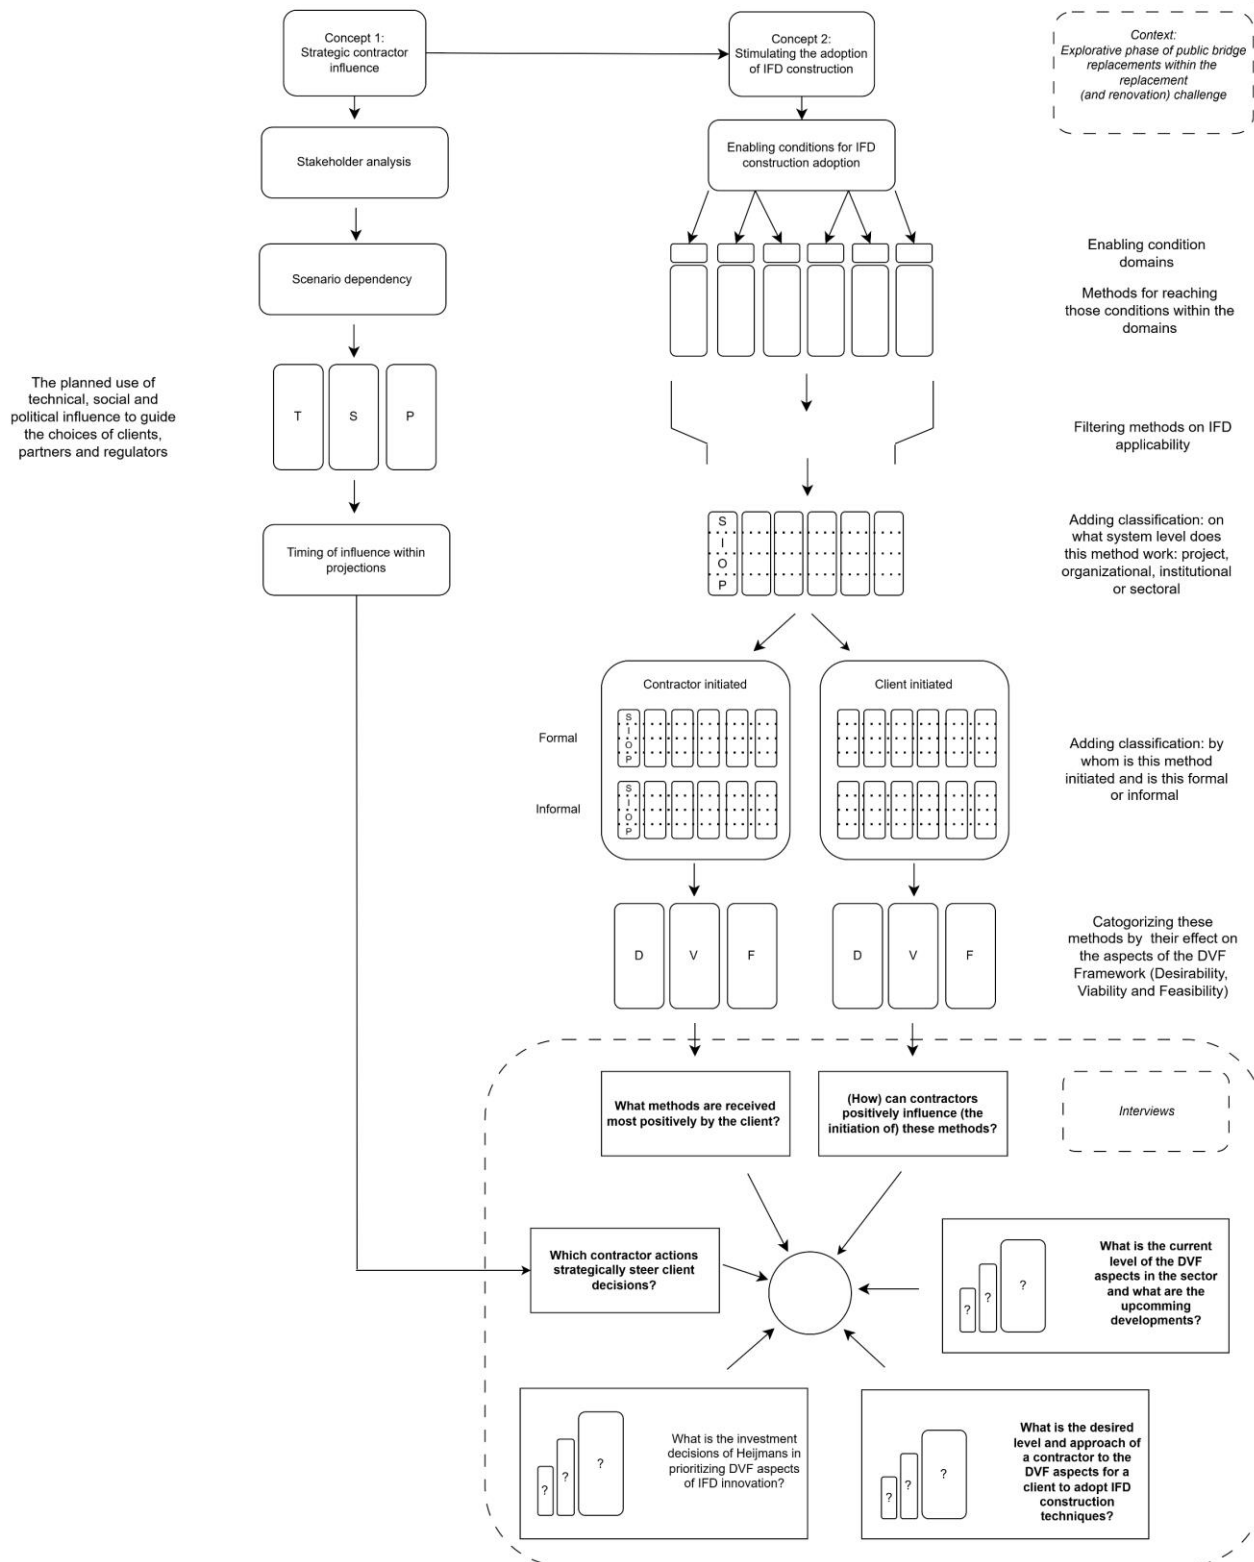 Concept 1:
Strategic contractor
influence
Concept 2:
Stimulating the adoption
of IFD construction
Context:
Explorative phase of public bridge
replacements within the
replacement
(and renovation) challenge
Stakeholder analysis
Enabling conditions for IFD
construction adoption
Scenario dependency
Enabling condition
domains
Methods for reaching
those conditions within the
domains
The planned use of
technical, social and
political influence to guide
the choices of clients,
partners and regulators
T
S
P
Filtering methods on IFD
applicability
Timing of influence within
projections
S
I
O
P
Adding classification: on
what system level does
this method work: project,
organizational, institutional
or sectoral
Contractor initiated
Client initiated
Formal
S
I
O
P
Informal
S
I
O
P
Adding classification: by
whom is this method
initiated and is this formal
or informal
D
V
F
D
V
F
Catogorizing these
methods by their effect on
the aspects of the DVF
Framework (Desirability,
Viability and Feasibility)
What methods are received
most positively by the client?
(How) can contractors
positively influence (the
initiation of) these methods?
Interviews
Which contractor actions
strategically steer client
decisions?
?
?
?
What is the current
level of the DVF
aspects in the sector
and what are the
upcomming
developments?
?
?
?
What is the investment
decisions of Heijmans in
prioritizing DVF aspects
of IFD innovation?
?
?
?
What is the desired
level and approach of
a contractor to the
DVF aspects for a
client to adopt IFD
construction
techniques?